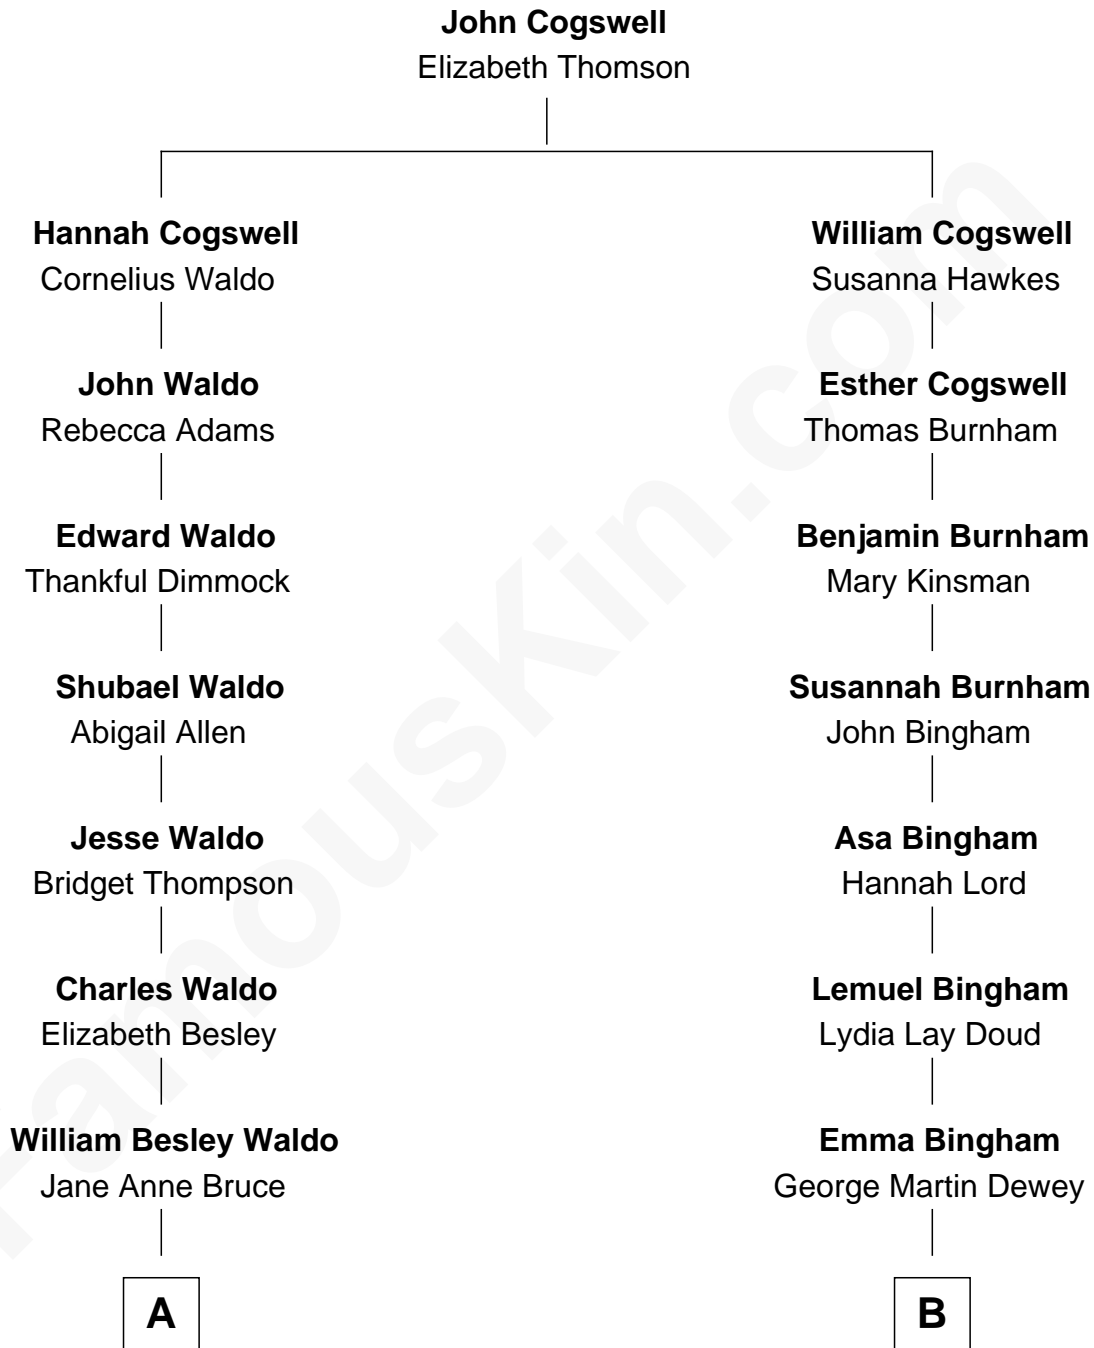 John Cogswell
Elizabeth Thomson
Hannah Cogswell
Cornelius Waldo
William Cogswell
Susanna Hawkes
John Waldo
Rebecca Adams
Esther Cogswell
Thomas Burnham
Edward Waldo
Thankful Dimmock
Benjamin Burnham
Mary Kinsman
Shubael Waldo
Abigail Allen
Susannah Burnham
John Bingham
Jesse Waldo
Bridget Thompson
Asa Bingham
Hannah Lord
Charles Waldo
Elizabeth Besley
Lemuel Bingham
Lydia Lay Doud
William Besley Waldo
Jane Anne Bruce
Emma Bingham
George Martin Dewey
A
B
FamousKin.com